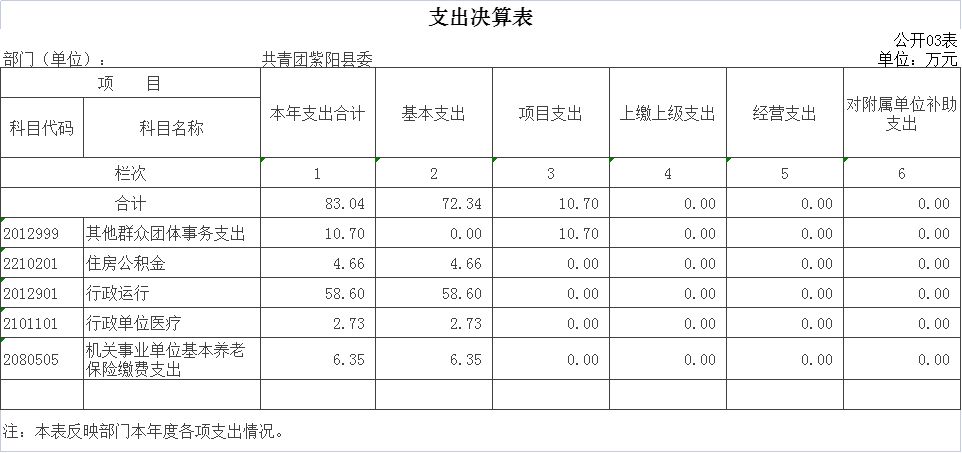 支出决算表
公开03表
部门（单位）： 共青团紫阳县委 单位：万元
项 目 本年支出合计 基本支出 项目支出 上缴上级支出 经营支出 对附属单位补助
支出
科目代码 科目名称
栏次 1 2 3 4 5 6
合计 83.04 72.34 10.70 0.00 0.00 0.00
2012999 其他群众团体事务支出 10.70 0.00 10.70 0.00 0.00 0.00
2210201 住房公积金 4.66 4.66 0.00 0.00 0.00 0.00
2012901 行政运行 58.60 58.60 0.00 0.00 0.00 0.00
2101101 行政单位医疗 2.73 2.73 0.00 0.00 0.00 0.00
2080505 机关事业单位基本养老
保险缴费支出 6.35 6.35 0.00 0.00 0.00 0.00
注：本表反映部门本年度各项支出情况。